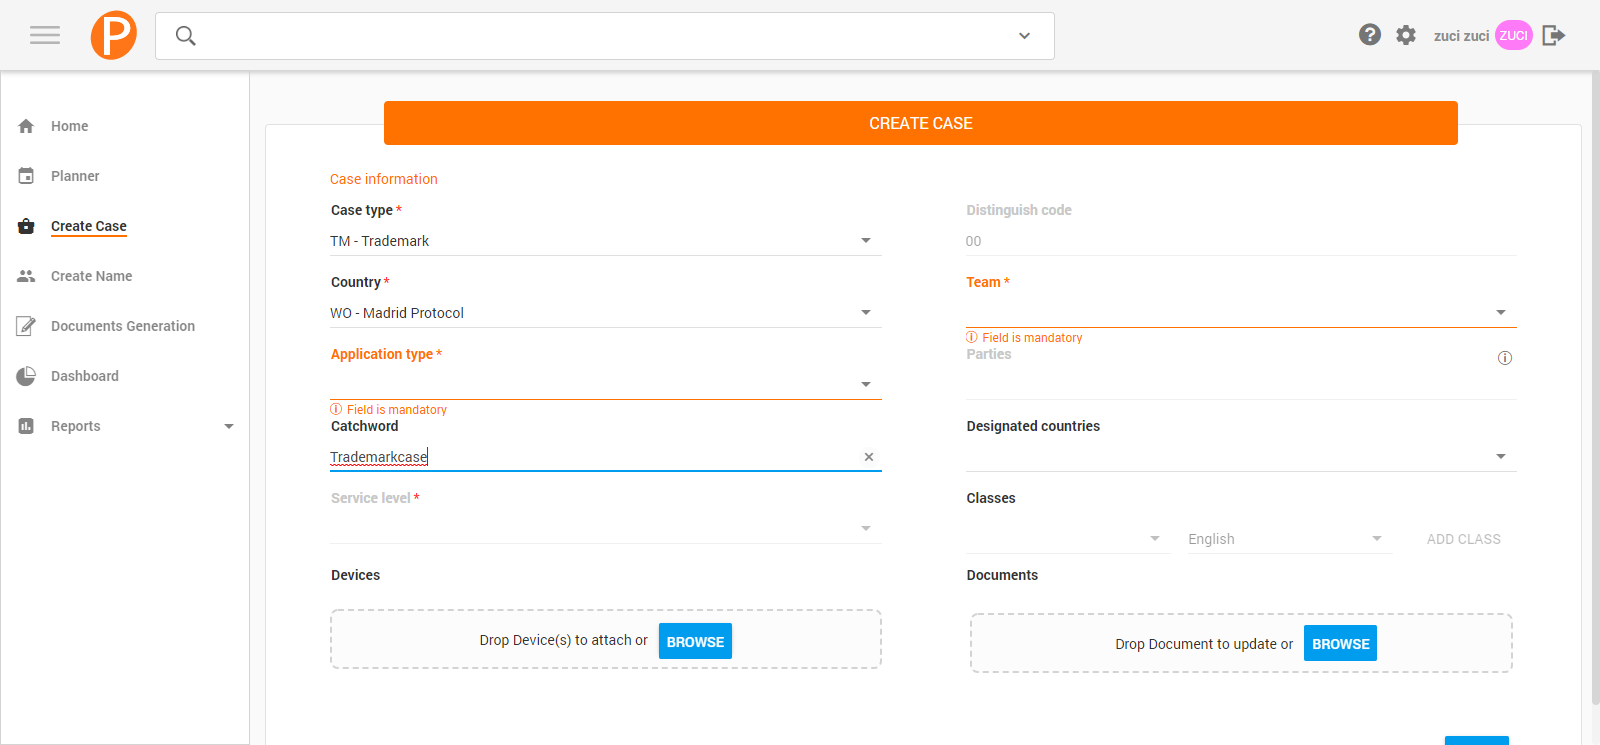 P
zuci zuci ZUCI
Home
Planner
Create Case
Create Name
Documents Generation
Dashboard
Reports
CREATE CASE
Case information
Case type *
TM - Trademark
Distinguish code
00
Country *
WO - Madrid Protocol
Team *
Field is mandatory
Application type *
Field is mandatory
Parties
Catchword
Trademarkcase
Designated countries
Service level *
Classes
English
ADD CLASS
Devices
Drop Device(s) to attach or BROWSE
Documents
Drop Document to update or BROWSE